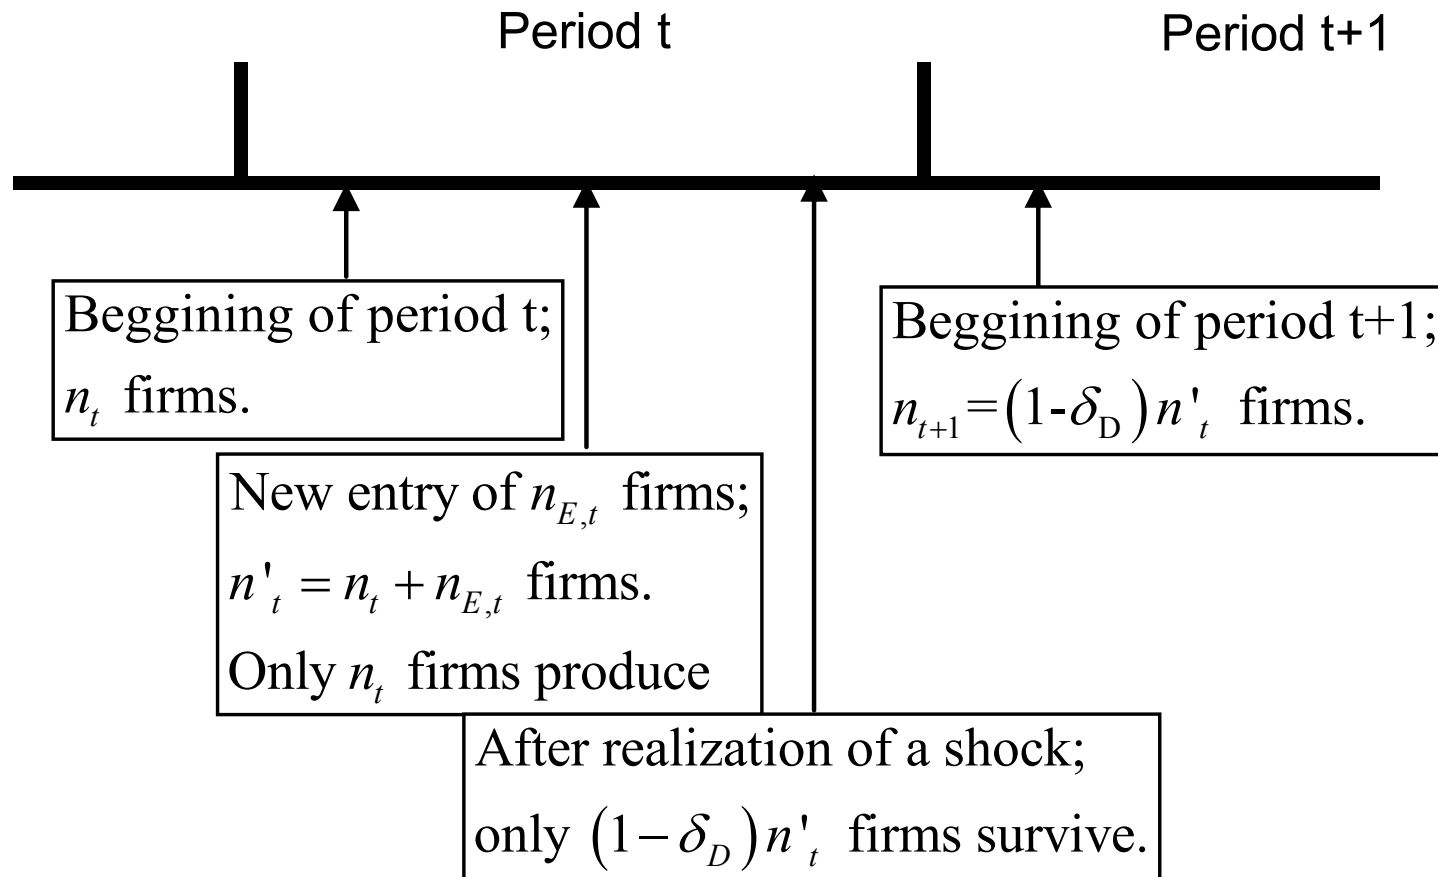 Period t
Period t+1
Beggining of period t;
n_t firms.
Beggining of period t+1;
n_{t+1}=(1-δ_D)n'_t firms.
New entry of n_{E,t} firms;
n'_t = n_t + n_{E,t} firms.
Only n_t firms produce
After realization of a shock;
only (1−δ_D)n'_t firms survive.